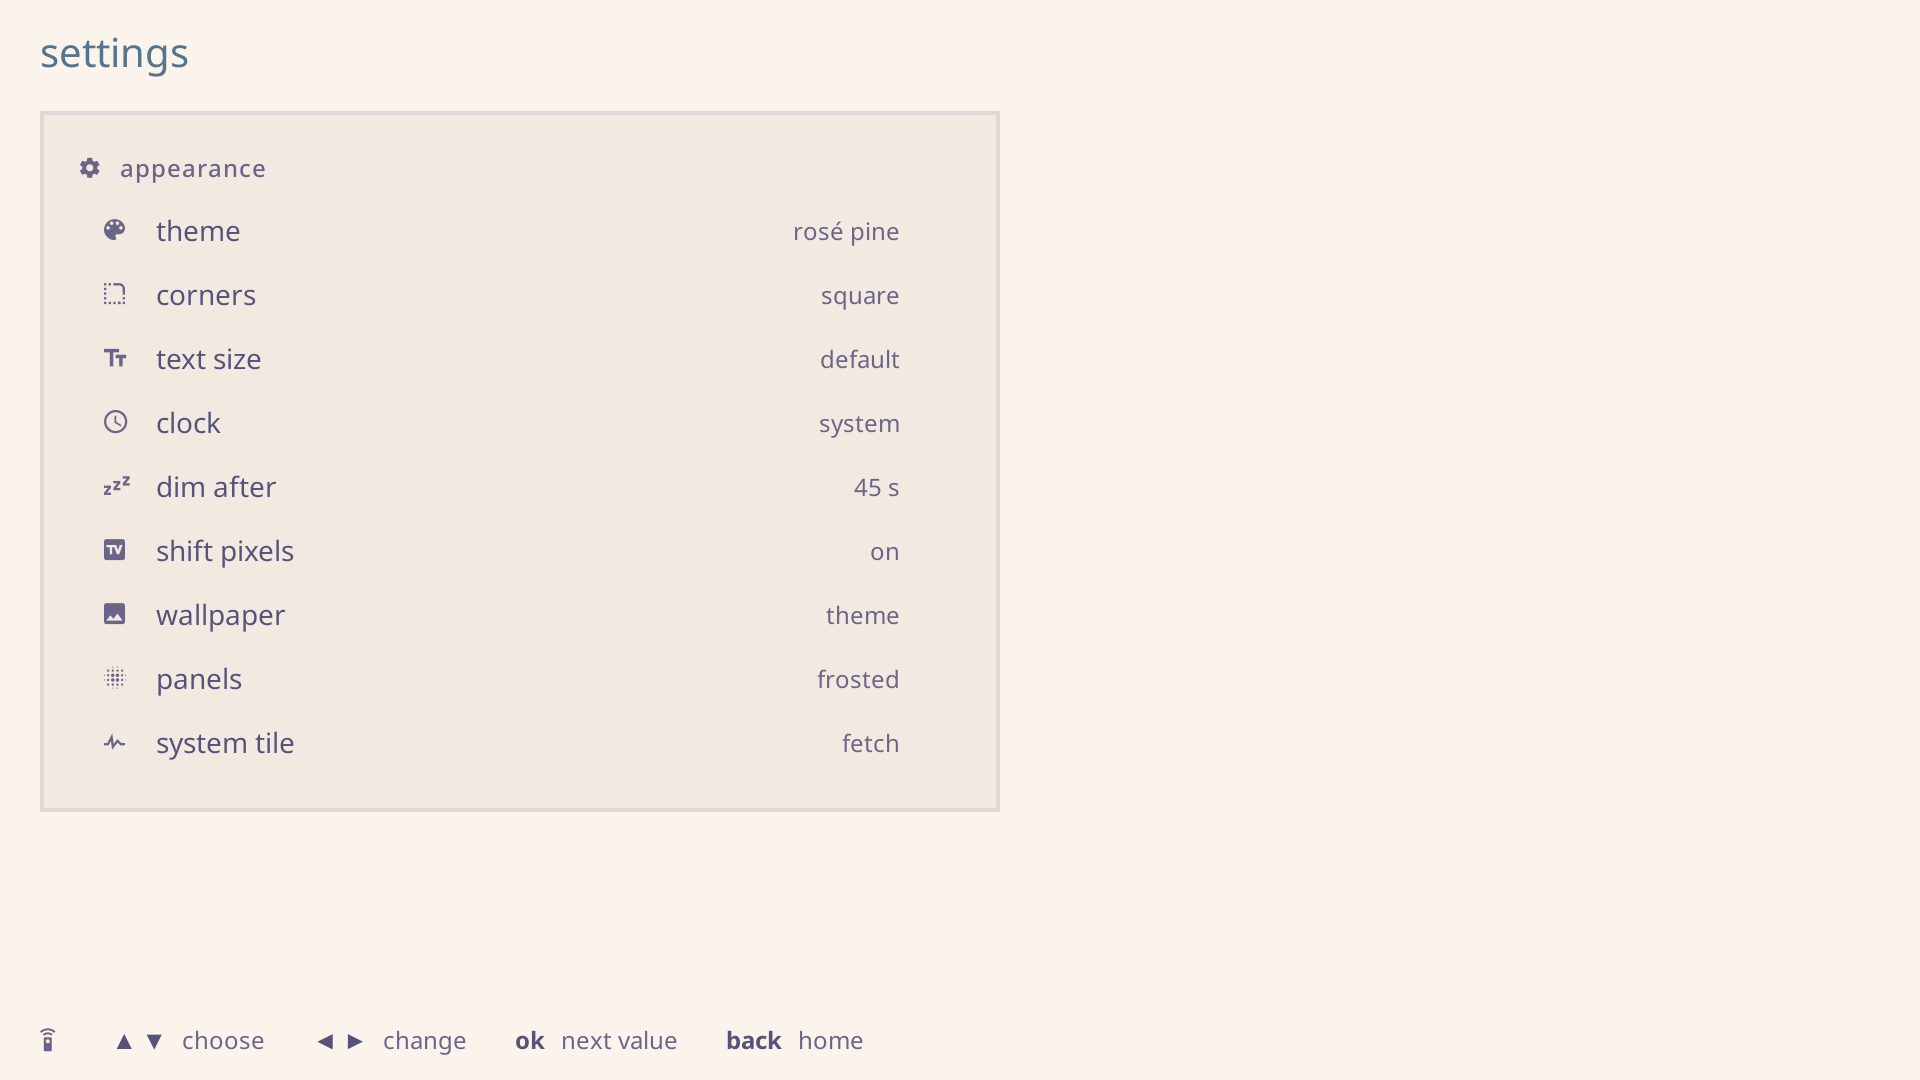 settings
appearance
theme rosé pine
corners square
text size default
clock system
dim after 45 s
shift pixels on
wallpaper theme
panels frosted
system tile fetch
▲ ▼ choose ◀ ▶ change ok next value back home